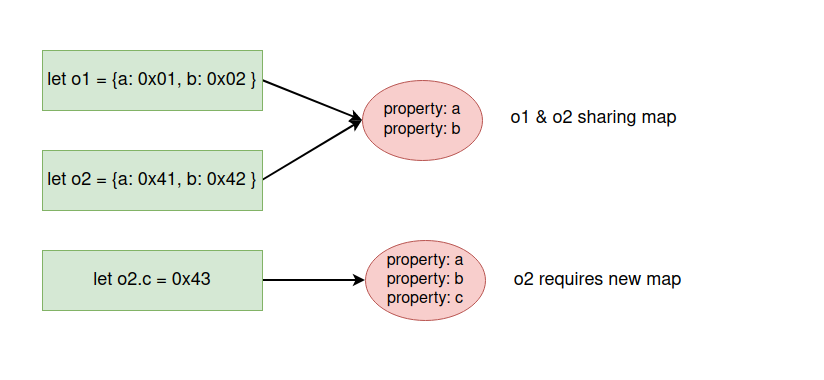 let o1 = {a: 0x01, b: 0x02 }
property: a
property: b
o1 & o2 sharing map
let o2 = {a: 0x41, b: 0x42 }
let o2.c = 0x43
property: a
property: b
property: c
o2 requires new map